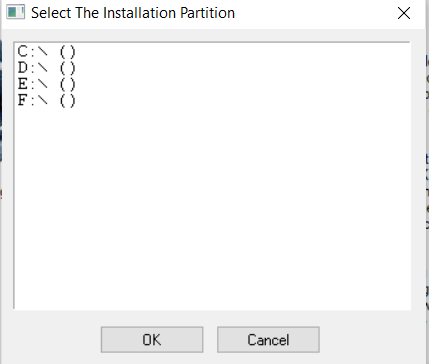 Select The Installation Partition
C:\ ()
D:\ ()
E:\ ()
F:\ ()
OK Cancel